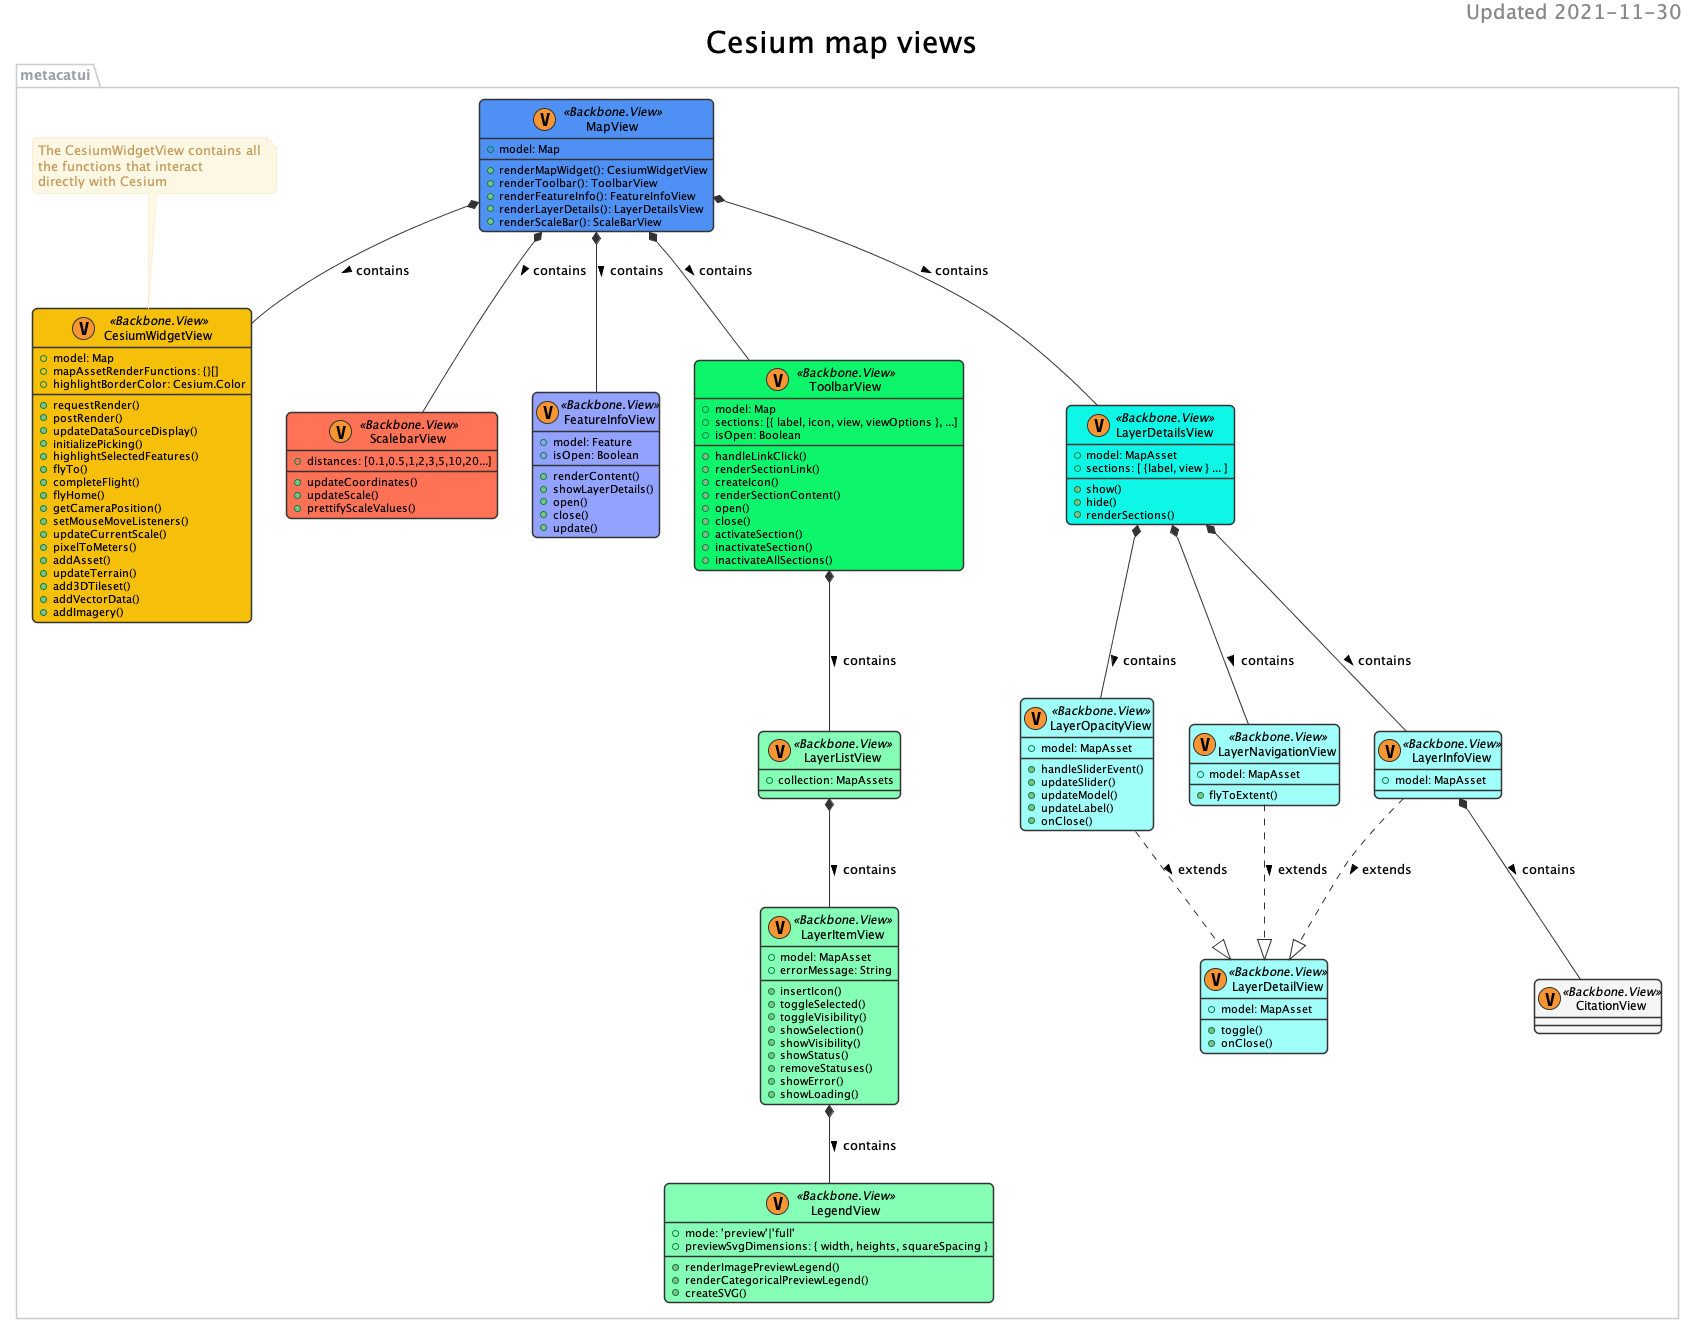 Updated 2021-11-30
Cesium map views
metacatui
«Backbone.View»
MapView
model: Map
renderMapWidget(): CesiumWidgetView
renderToolbar(): ToolbarView
renderFeatureInfo(): FeatureInfoView
renderLayerDetails(): LayerDetailsView
renderScaleBar(): ScaleBarView
The CesiumWidgetView contains all
the functions that interact
directly with Cesium
contains
contains
contains
contains
contains
«Backbone.View»
CesiumWidgetView
model: Map
mapAssetRenderFunctions: {}[]
highlightBorderColor: Cesium.Color
requestRender()
postRender()
updateDataSourceDisplay()
initializePicking()
highlightSelectedFeatures()
flyTo()
completeFlight()
flyHome()
getCameraPosition()
setMouseMoveListeners()
updateCurrentScale()
pixelToMeters()
addAsset()
updateTerrain()
add3DTileset()
addVectorData()
addImagery()
«Backbone.View»
ScalebarView
distances: [0.1,0.5,1,2,3,5,10,20...]
updateCoordinates()
updateScale()
prettifyScaleValues()
«Backbone.View»
FeatureInfoView
model: Feature
isOpen: Boolean
renderContent()
showLayerDetails()
open()
close()
update()
«Backbone.View»
ToolbarView
model: Map
sections: [{ label, icon, view, viewOptions }, ...]
isOpen: Boolean
handleLinkClick()
renderSectionLink()
createIcon()
renderSectionContent()
open()
close()
activateSection()
inactivateSection()
inactivateAllSections()
«Backbone.View»
LayerDetailsView
model: MapAsset
sections: [ {label, view } ... ]
show()
hide()
renderSections()
contains
contains
contains
contains
«Backbone.View»
LayerListView
collection: MapAssets
«Backbone.View»
LayerOpacityView
model: MapAsset
handleSliderEvent()
updateSlider()
updateModel()
updateLabel()
onClose()
«Backbone.View»
LayerNavigationView
model: MapAsset
flyToExtent()
«Backbone.View»
LayerInfoView
model: MapAsset
contains
extends
extends
extends
contains
«Backbone.View»
LayerItemView
model: MapAsset
errorMessage: String
insertIcon()
toggleSelected()
toggleVisibility()
showSelection()
showVisibility()
showStatus()
removeStatuses()
showError()
showLoading()
«Backbone.View»
LayerDetailView
model: MapAsset
toggle()
onClose()
«Backbone.View»
CitationView
contains
«Backbone.View»
LegendView
mode: 'preview'|'full'
previewSvgDimensions: { width, heights, squareSpacing }
renderImagePreviewLegend()
renderCategoricalPreviewLegend()
createSVG()